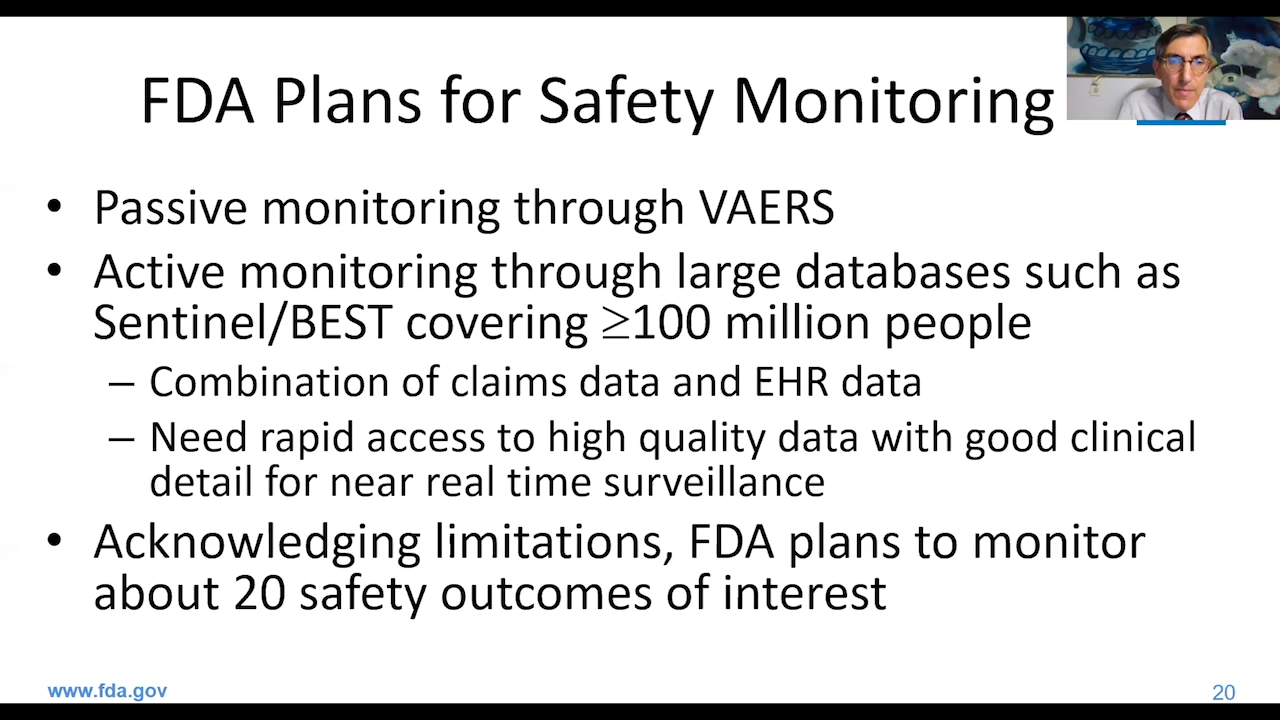 FDA Plans for Safety Monitoring
• Passive monitoring through VAERS
• Active monitoring through large databases such as
Sentinel/BEST covering ≥100 million people
– Combination of claims data and EHR data
– Need rapid access to high quality data with good clinical
detail for near real time surveillance
• Acknowledging limitations, FDA plans to monitor
about 20 safety outcomes of interest
www.fda.gov
20